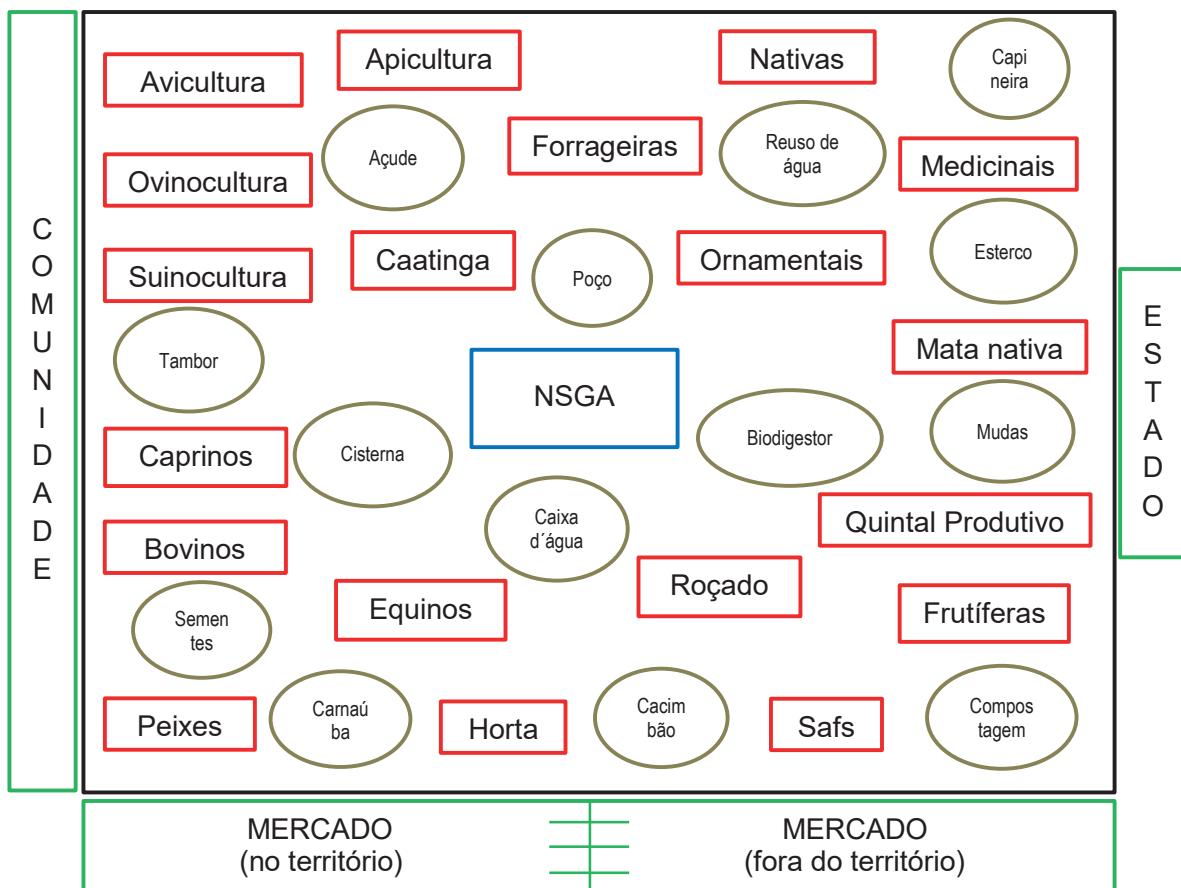 COMUNIDADE
Avicultura
Apicultura
Nativas
Capi
neira
Açude
Forrageiras
Reuso de
água
Medicinais
Ovinocultura
Suinocultura
Caatinga
Poço
Ornamentais
Esterco
Tambor
NSGA
Mata nativa
Caprinos
Cisterna
Biodigestor
Mudas
Bovinos
Caixa
d´água
Quintal Produtivo
Semen
tes
Equinos
Roçado
Frutíferas
Peixes
Carnaú
ba
Horta
Cacim
bão
Safs
Compos
tagem
ESTADO
MERCADO
(no território)
MERCADO
(fora do território)